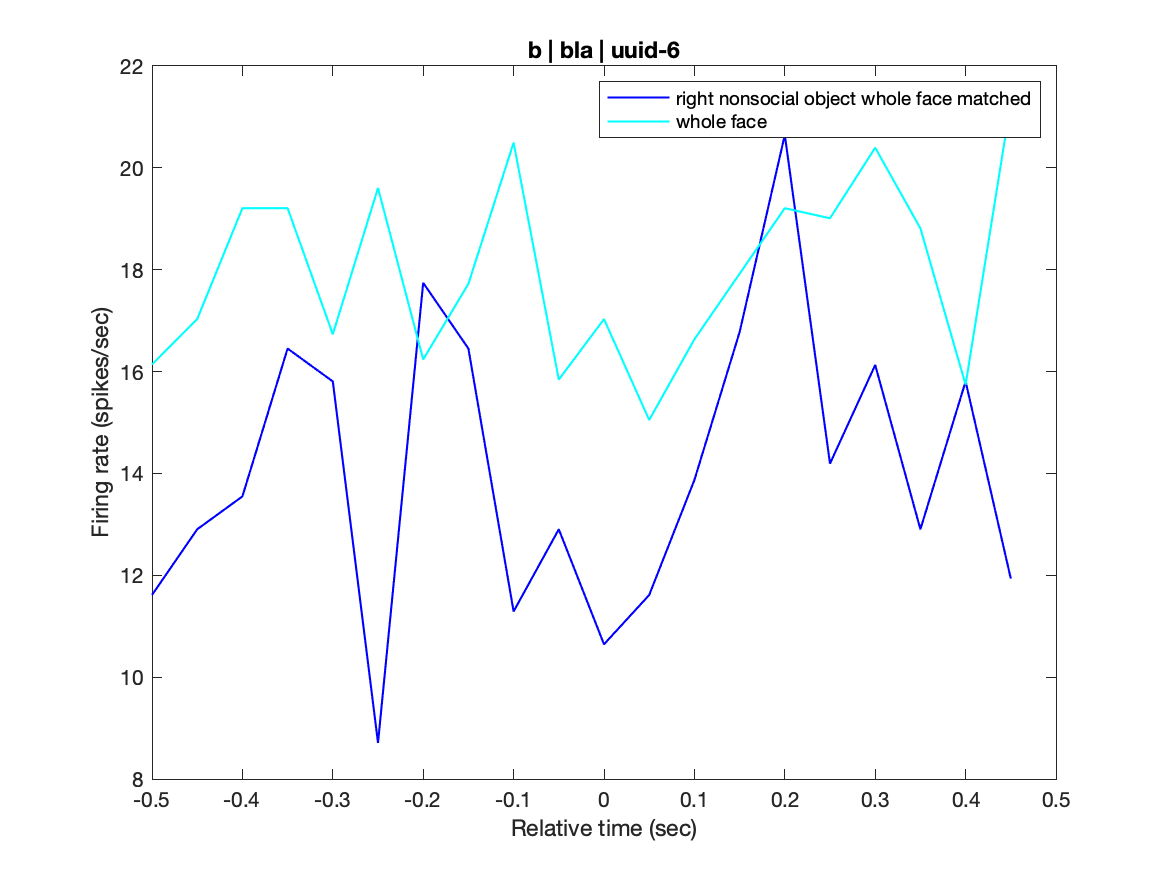 b | bla | uuid-6
22
20
18
16
14
12
10
8
Firing rate (spikes/sec)
right nonsocial object whole face matched
whole face
-0.5 -0.4 -0.3 -0.2 -0.1 0 0.1 0.2 0.3 0.4 0.5
Relative time (sec)